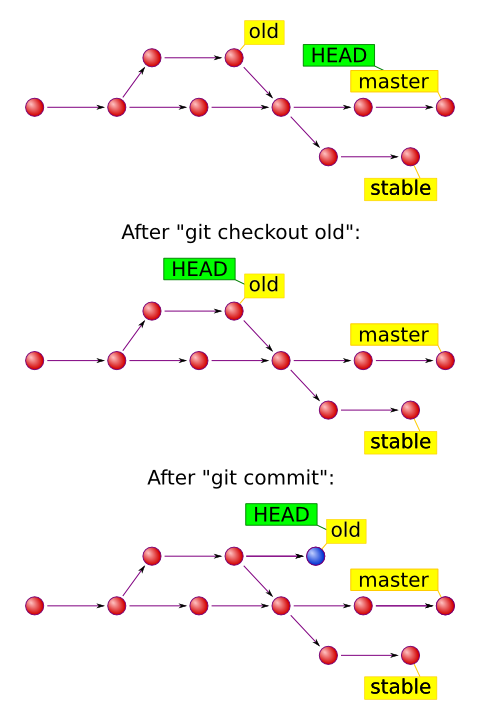 old
HEAD
master
stable
After "git checkout old":
HEAD
old
master
stable
After "git commit":
HEAD
old
master
stable